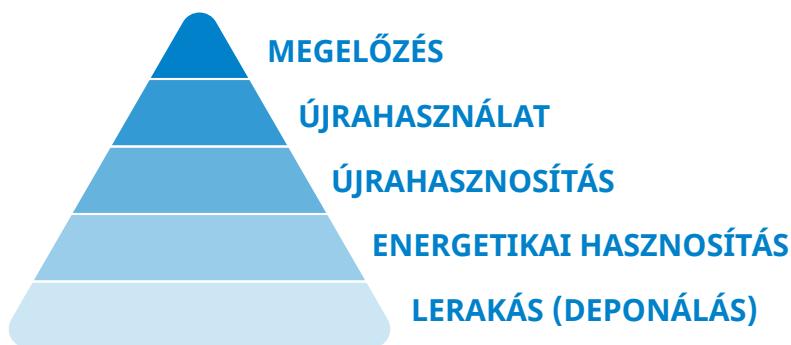 MEGELŐZÉS
ÚJRAHASZNÁLAT
ÚJRAHASZNOSÍTÁS
ENERGETIKAI HASZNOSÍTÁS
LERAKÁS (DEPONÁLÁS)